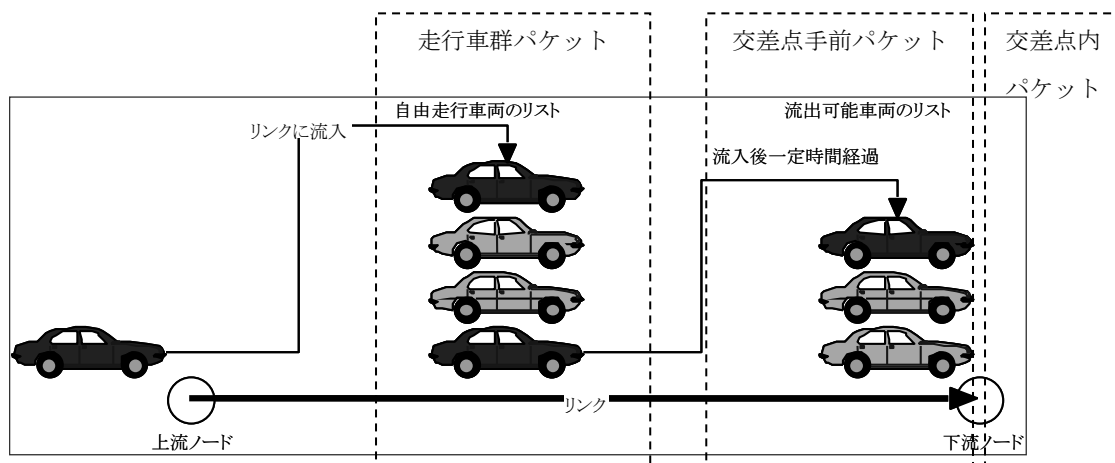 走行車群パケット
交差点手前パケット
交差点内
パケット
自由走行車両のリスト
流出可能車両のリスト
リンクに流入
流入後一定時間経過
リンク
上流ノード
下流ノード